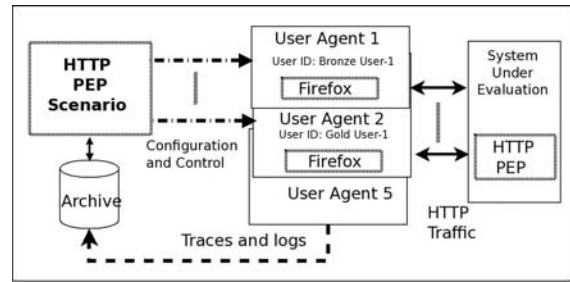 HTTP
PEP
Scenario
Archive
Configuration
and Control
User Agent 1
User ID: Bronze User-1
Firefox
User Agent 2
User ID: Gold User-1
Firefox
User Agent 5
Traces and logs
HTTP
Traffic
System
Under
Evaluation
HTTP
PEP